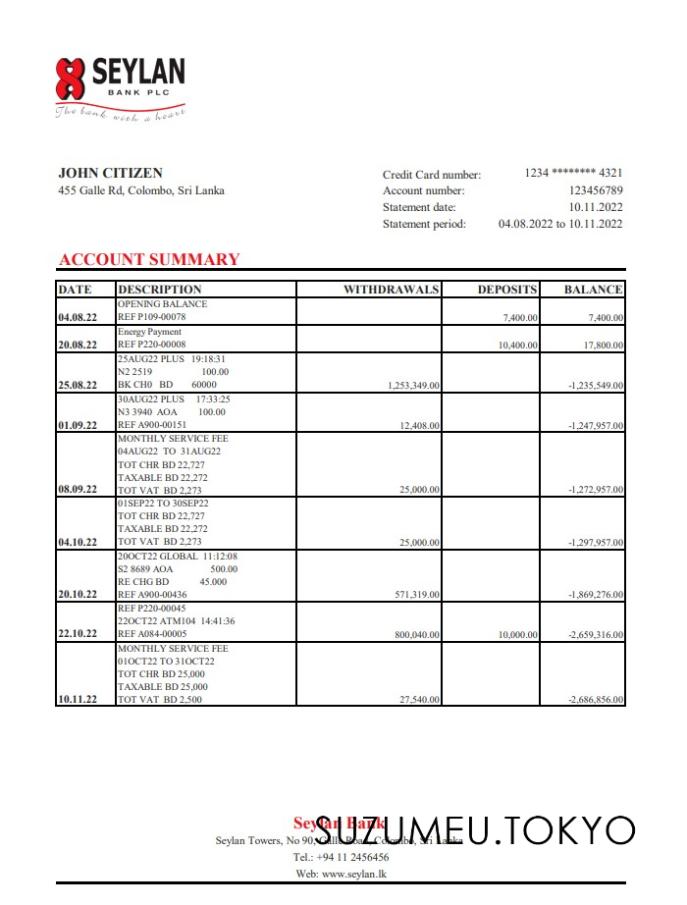 SEYLAN
BANK PLC
The bank with a heart
JOHN CITIZEN
455 Galle Rd, Colombo, Sri Lanka
Credit Card number: 1234 ******** 4321
Account number: 123456789
Statement date: 10.11.2022
Statement period: 04.08.2022 to 10.11.2022
ACCOUNT SUMMARY
DATE DESCRIPTION WITHDRAWALS DEPOSITS BALANCE
OPENING BALANCE
04.08.22 REF P109-00078 7,400.00 7,400.00
Energy Payment
20.08.22 REF P220-00008 10,400.00 17,800.00
25AUG22 PLUS 19:18:31
N2 2519 100.00
25.08.22 BK CH0 BD 60000 1,253,349.00 -1,235,549.00
30AUG22 PLUS 17:33:25
N3 3940 AOA 100.00
01.09.22 REF A900-00151 12,408.00 -1,247,957.00
MONTHLY SERVICE FEE
04AUG22 TO 31AUG22
TOT CHR BD 22,727
TAXABLE BD 22,272
08.09.22 TOT VAT BD 2,273 25,000.00 -1,272,957.00
01SEP22 TO 30SEP22
TOT CHR BD 22,727
TAXABLE BD 22,272
04.10.22 TOT VAT BD 2,273 25,000.00 -1,297,957.00
20OCT22 GLOBAL 11:12:08
S2 8689 AOA 500.00
RE CHG BD 45.000
20.10.22 REF A900-00436 571,319.00 -1,869,276.00
REF P220-00045
22OCT22 ATM104 14:41:36
22.10.22 REF A084-00005 800,040.00 10,000.00 -2,659,316.00
MONTHLY SERVICE FEE
01OCT22 TO 31OCT22
TOT CHR BD 25,000
TAXABLE BD 25,000
10.11.22 TOT VAT BD 2,500 27,540.00 -2,686,856.00
Seylan Bank
SUZUMEU.TOKYO
Seylan Towers, No 90, Galle Road, Colombo, Sri Lanka
Tel.: +94 11 2456456
Web: www.seylan.lk